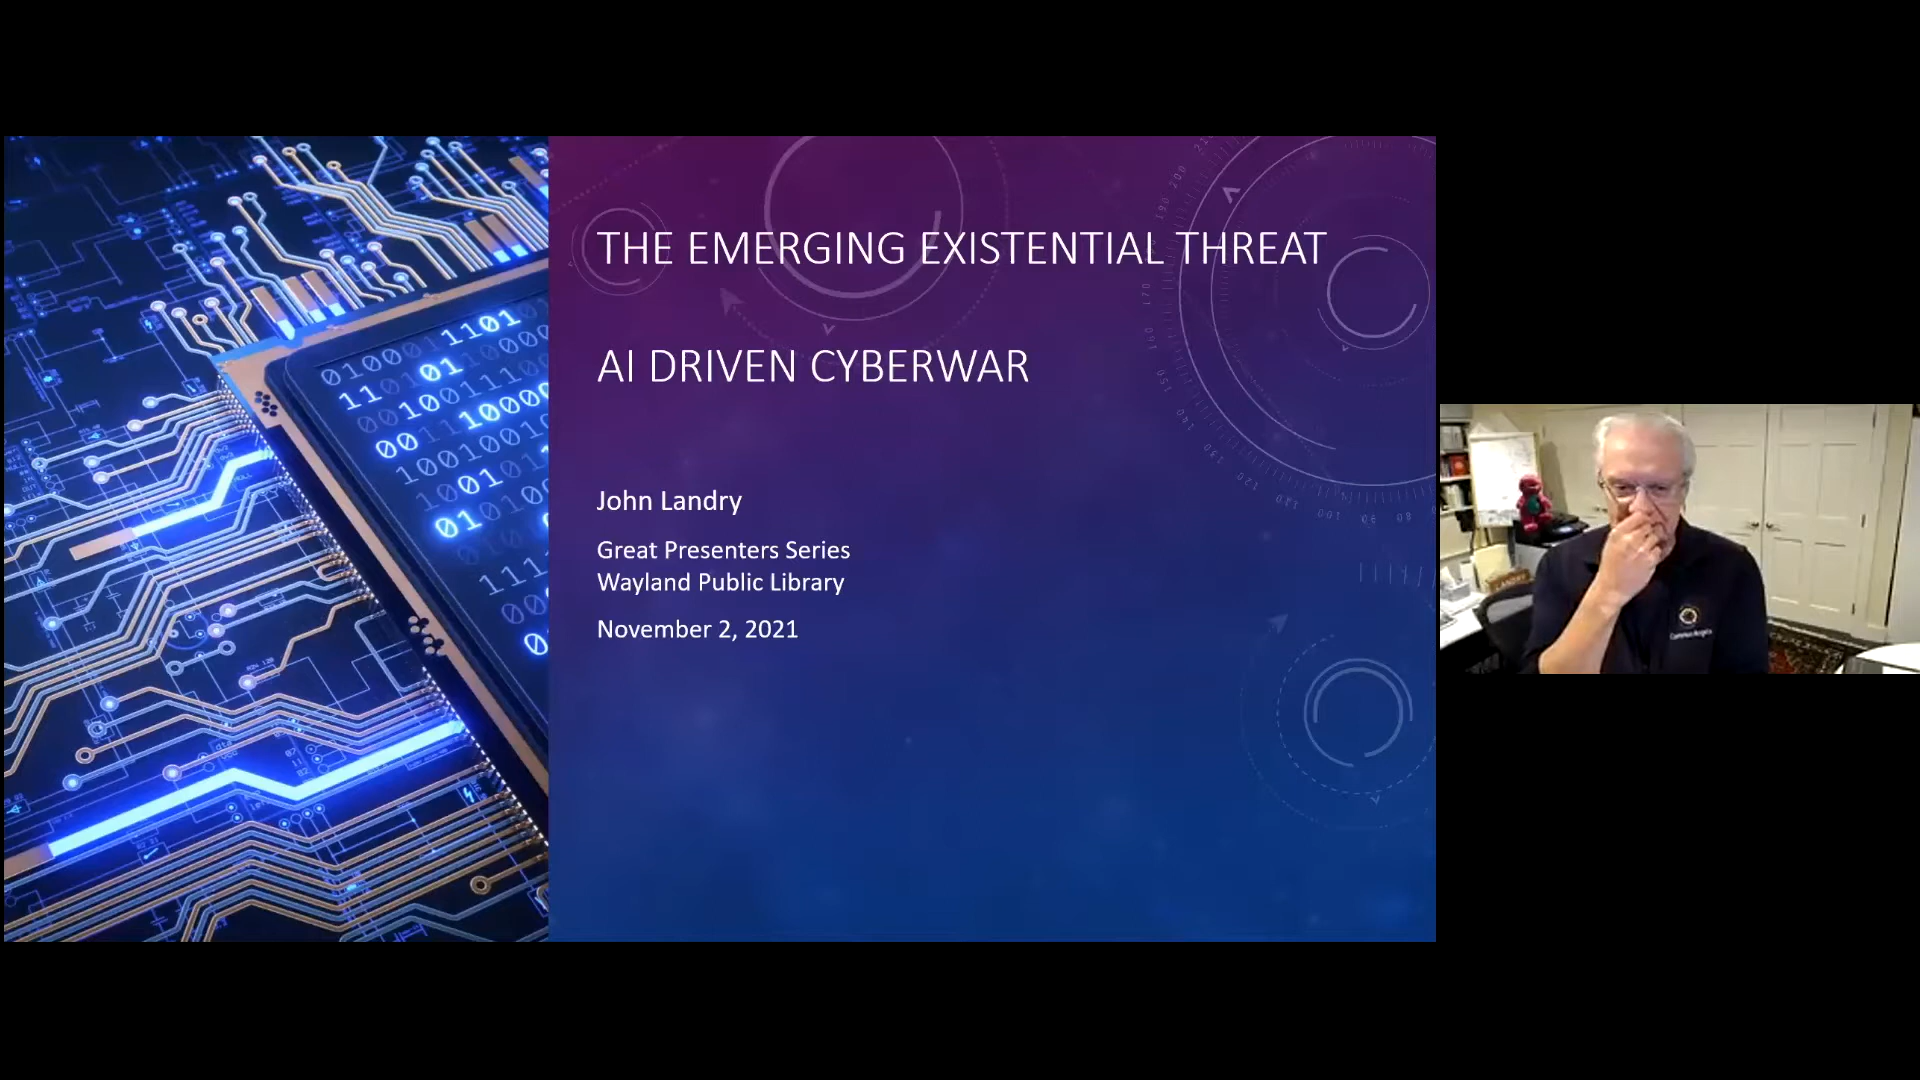 THE EMERGING EXISTENTIAL THREAT
AI DRIVEN CYBERWAR
John Landry
Great Presenters Series
Wayland Public Library
November 2, 2021